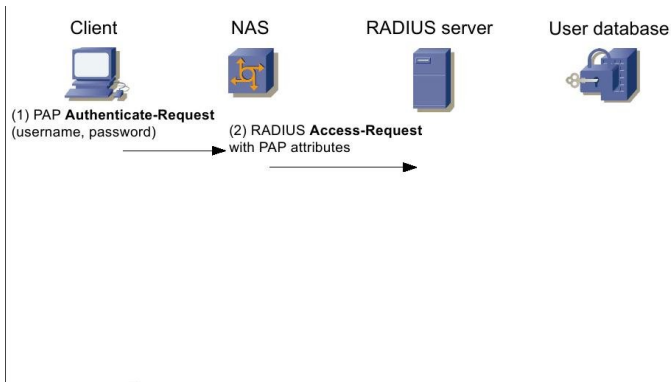 Client
NAS
RADIUS server
User database
(1) PAP Authenticate-Request
(username, password)
(2) RADIUS Access-Request
with PAP attributes